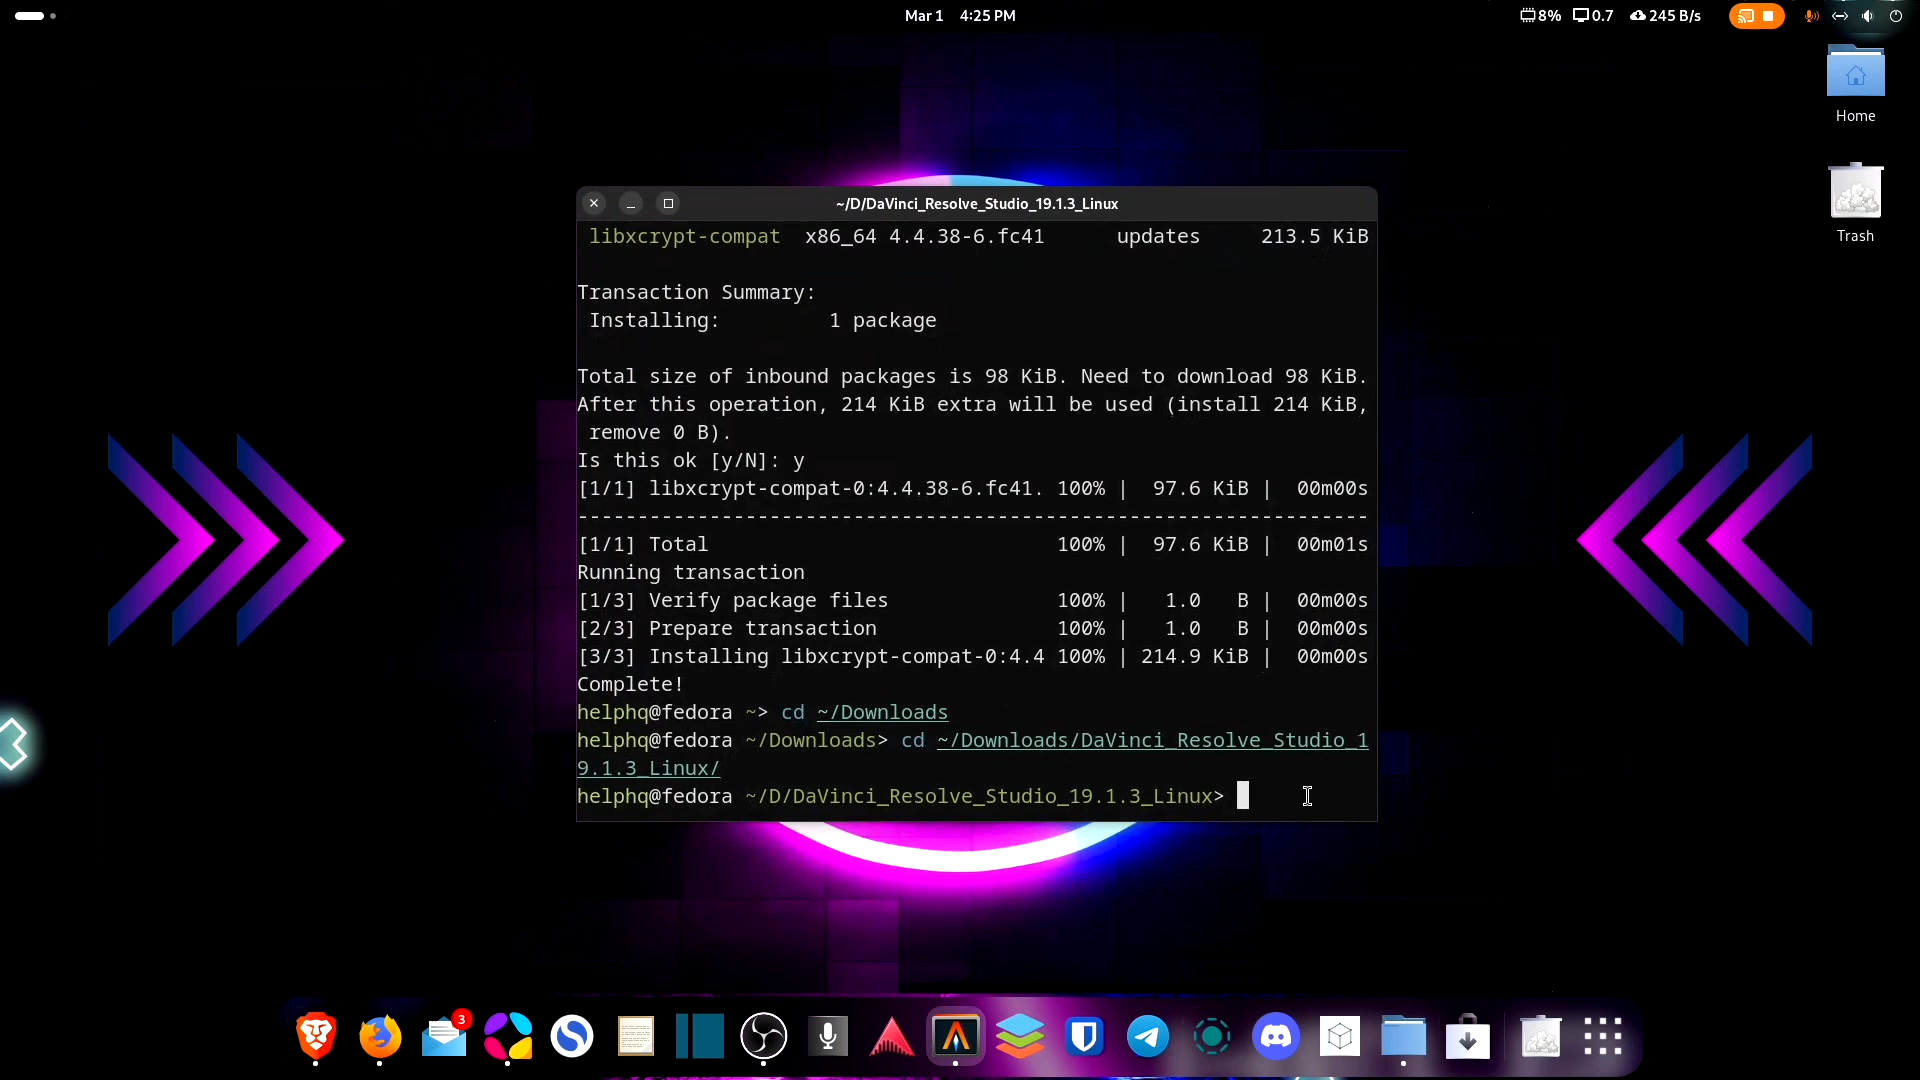 Mar 1 4:25 PM
8% 0.7 245 B/s
Home
Trash
~/D/DaVinci_Resolve_Studio_19.1.3_Linux
libxcrypt-compat x86_64 4.4.38-6.fc41 updates 213.5 KiB
Transaction Summary:
Installing: 1 package
Total size of inbound packages is 98 KiB. Need to download 98 KiB.
After this operation, 214 KiB extra will be used (install 214 KiB,
remove 0 B).
Is this ok [y/N]: y
[1/1] libxcrypt-compat-0:4.4.38-6.fc41. 100% | 97.6 KiB | 00m00s
------------------------------------------------------------------
[1/1] Total 100% | 97.6 KiB | 00m01s
Running transaction
[1/3] Verify package files 100% | 1.0 B | 00m00s
[2/3] Prepare transaction 100% | 1.0 B | 00m00s
[3/3] Installing libxcrypt-compat-0:4.4 100% | 214.9 KiB | 00m00s
Complete!
helphq@fedora ~> cd ~/Downloads
helphq@fedora ~/Downloads> cd ~/Downloads/DaVinci_Resolve_Studio_1
9.1.3_Linux/
helphq@fedora ~/D/DaVinci_Resolve_Studio_19.1.3_Linux>
3